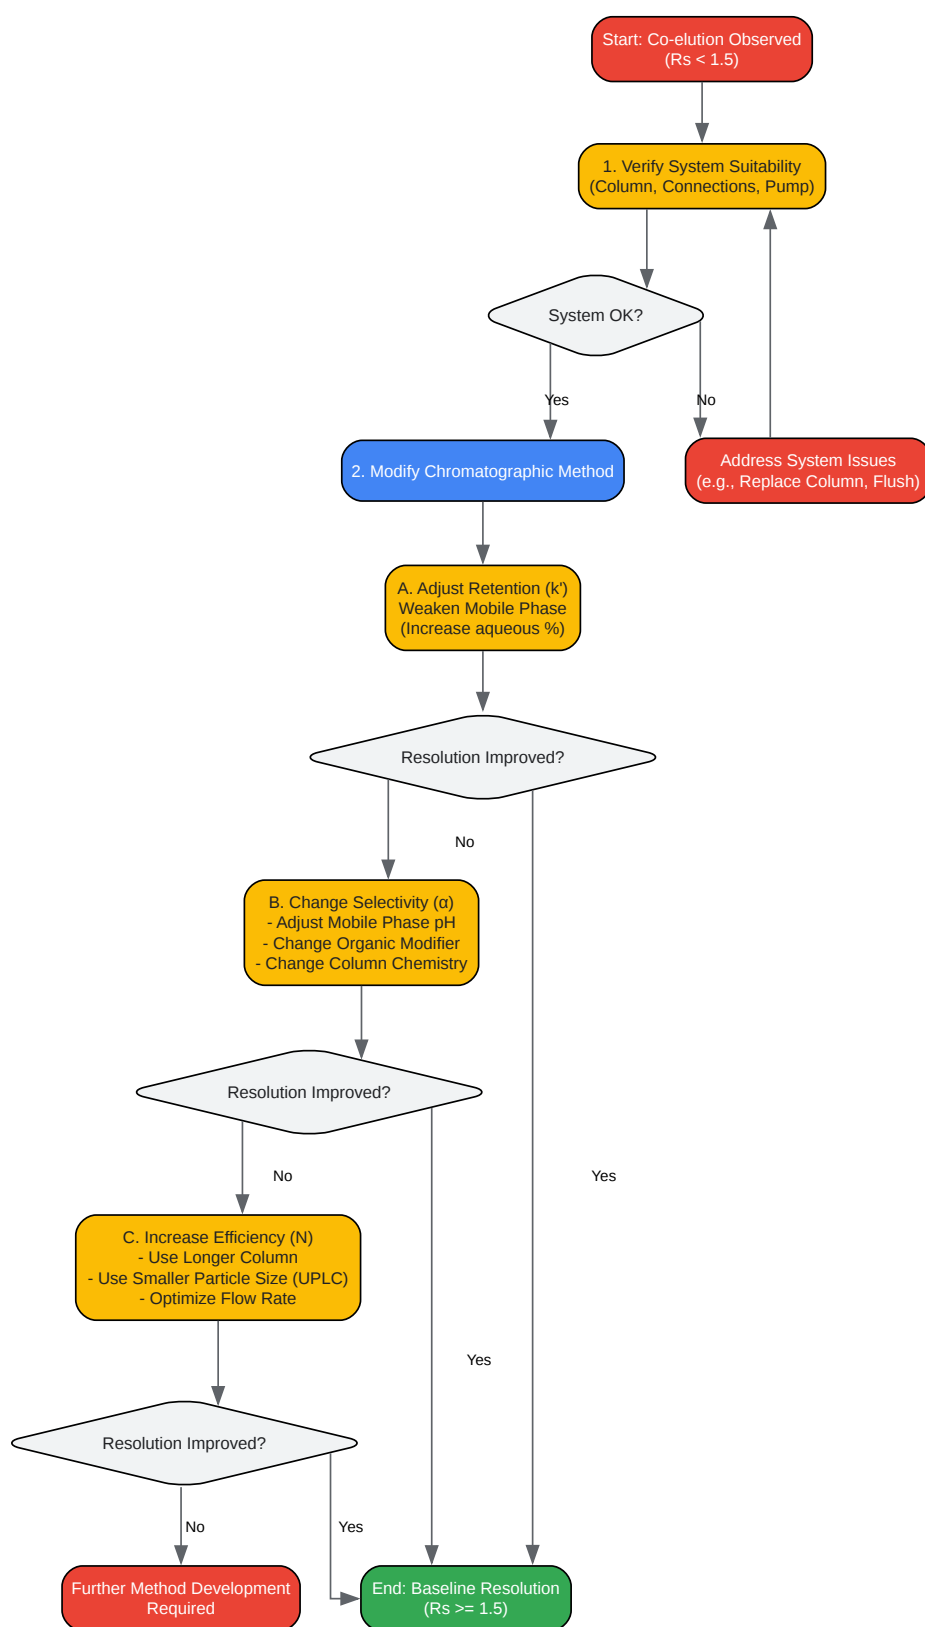 Start: Co-elution Observed
(Rs < 1.5)
1. Verify System Suitability
(Column, Connections, Pump)
System OK?
Yes
No
2. Modify Chromatographic Method
Address System Issues
(e.g., Replace Column, Flush)
A. Adjust Retention (k')
Weaken Mobile Phase
(Increase aqueous %)
Resolution Improved?
No
B. Change Selectivity (α)
- Adjust Mobile Phase pH
- Change Organic Modifier
- Change Column Chemistry
Resolution Improved?
No
Yes
C. Increase Efficiency (N)
- Use Longer Column
- Use Smaller Particle Size (UPLC)
- Optimize Flow Rate
Yes
Resolution Improved?
No
Yes
Further Method Development
Required
End: Baseline Resolution
(Rs >= 1.5)